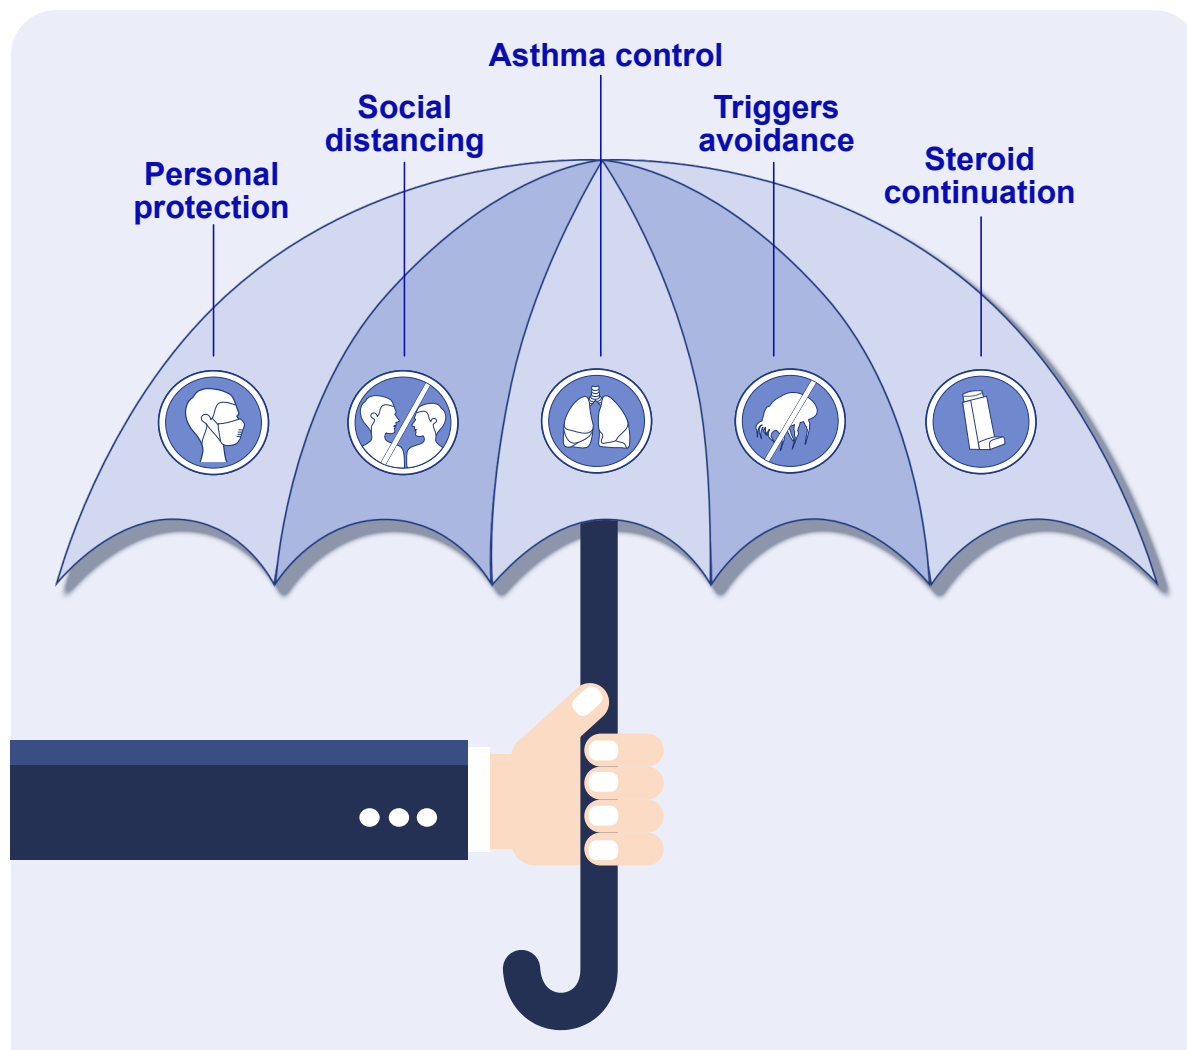 Asthma control
Social
distancing
Triggers
avoidance
Personal
protection
Steroid
continuation